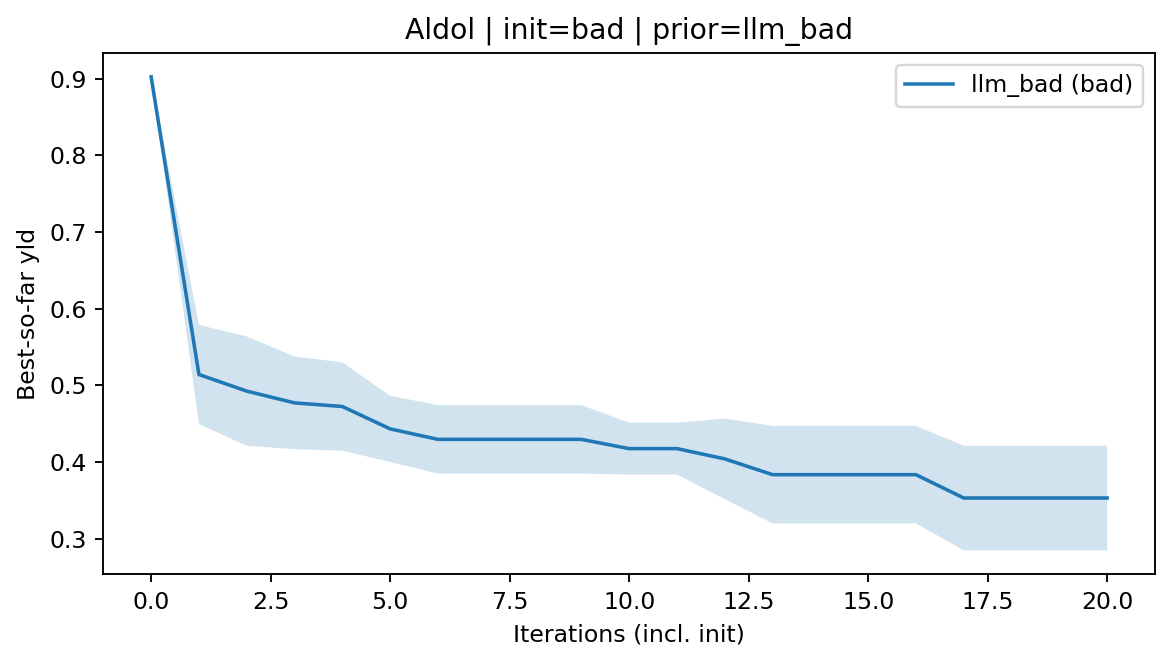 Aldol | init=bad | prior=llm_bad
llm_bad (bad)
Best-so-far yld
0.9
0.8
0.7
0.6
0.5
0.4
0.3
0.0 2.5 5.0 7.5 10.0 12.5 15.0 17.5 20.0
Iterations (incl. init)